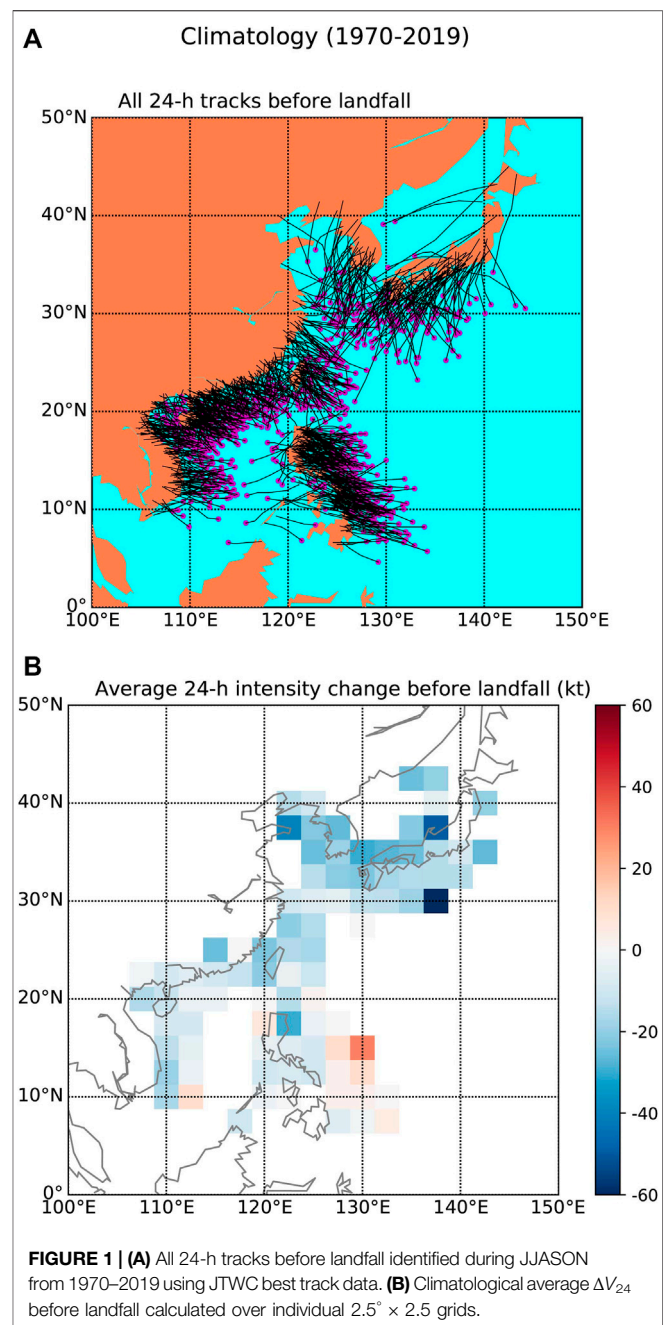 A
Climatology (1970-2019)
All 24-h tracks before landfall
50°N
40°N
30°N
20°N
10°N
0°
100°E 110°E 120°E 130°E 140°E 150°E
B
Average 24-h intensity change before landfall (kt)
50°N
40°N
30°N
20°N
10°N
0°
100°E 110°E 120°E 130°E 140°E 150°E
60
40
20
0
-20
-40
-60
FIGURE 1 | (A) All 24-h tracks before landfall identified during JJASON
from 1970–2019 using JTWC best track data. (B) Climatological average ΔV24
before landfall calculated over individual 2.5° × 2.5 grids.